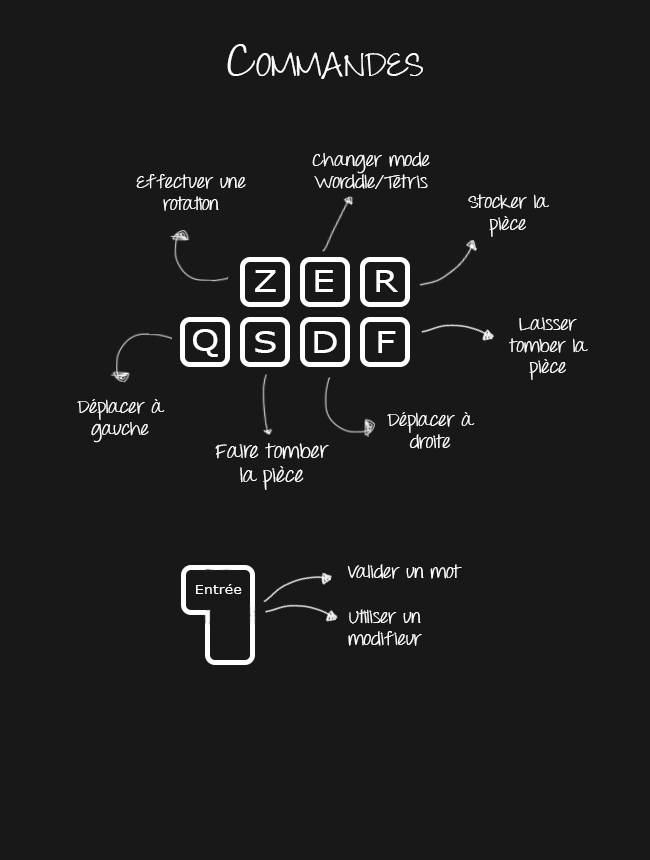 COMMANDES
Changer mode
Worddle/Tétris
Effectuer une
rotation
Stocker la
pièce
Z E R
Q S D F
Laisser
tomber la
pièce
Déplacer à
gauche
Déplacer à
droite
Faire tomber
la pièce
Entrée
Valider un mot
Utiliser un
modifieur